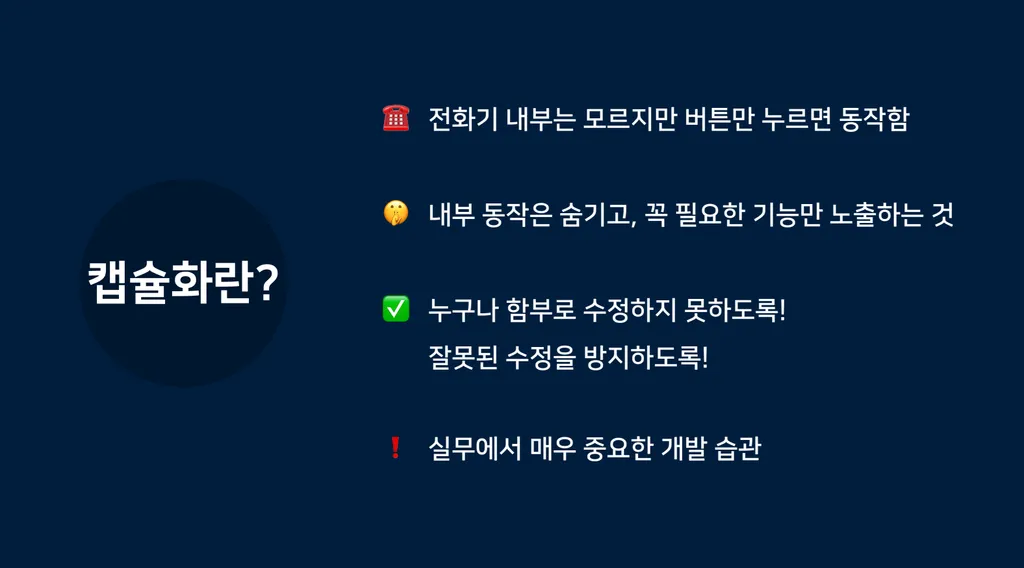 캡슐화란?
☎️ 전화기 내부는 모르지만 버튼만 누르면 동작함
🤫 내부 동작은 숨기고, 꼭 필요한 기능만 노출하는 것
✅ 누구나 함부로 수정하지 못하도록!
잘못된 수정을 방지하도록!
❗ 실무에서 매우 중요한 개발 습관